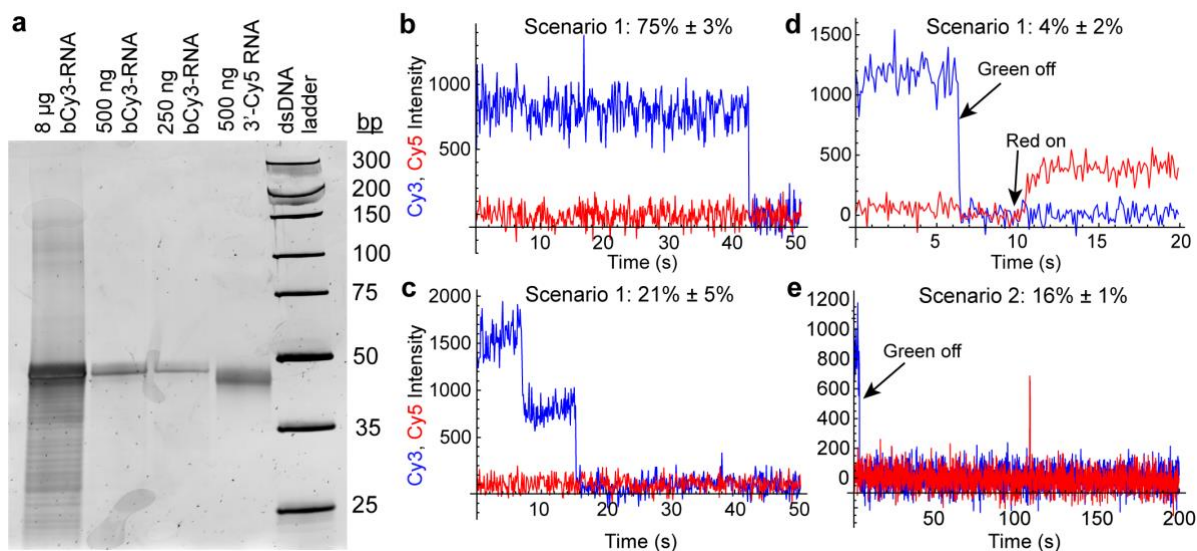 a
8 µg
bCy3-RNA
500 ng
bCy3-RNA
250 ng
bCy3-RNA
500 ng
3'-Cy5 RNA
dsDNA
ladder
bp
300
200
150
100
75
50
35
25
b
Scenario 1: 75% ± 3%
1000
500
10 20 30 40 50
Time (s)
Cy3, Cy5 Intensity
c
Scenario 1: 21% ± 5%
2000
1500
1000
500
10 20 30 40 50
Time (s)
Cy3, Cy5 Intensity
d
Scenario 1: 4% ± 2%
1500
1000
500
0
Green off
Red on
5 10 15 20
Time (s)
e
Scenario 2: 16% ± 1%
1200
1000
800
600
400
200
0
Green off
50 100 150 200
Time (s)